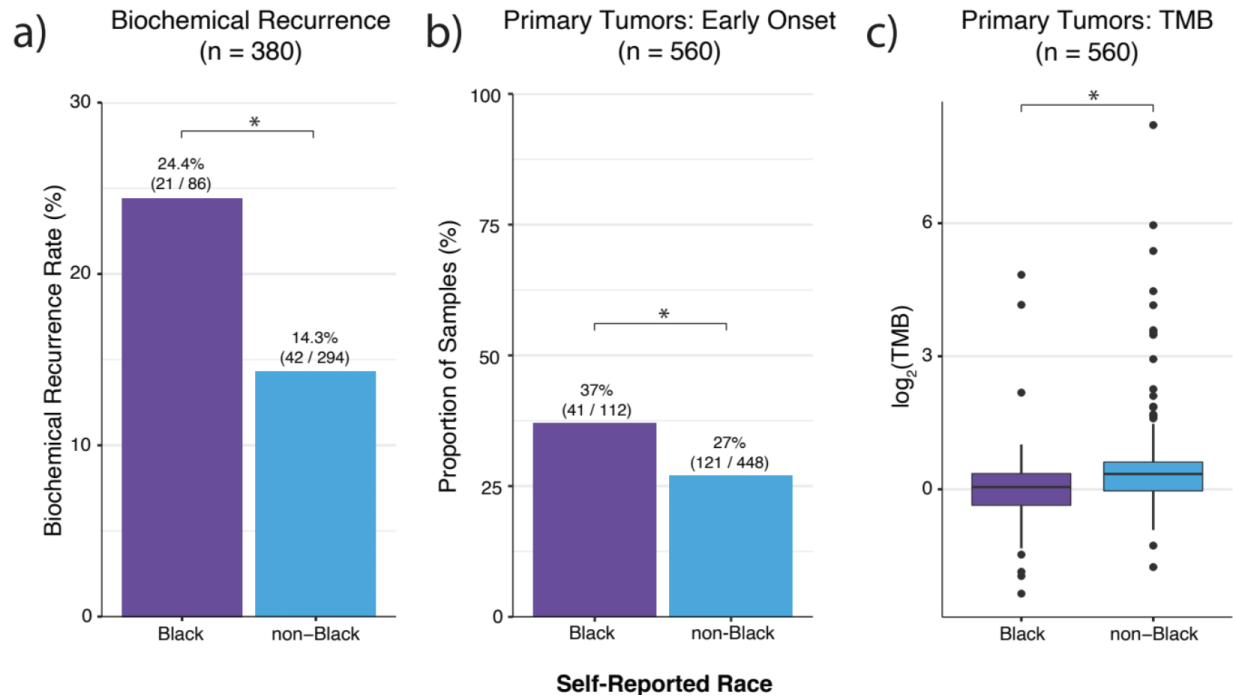 a)
Biochemical Recurrence
(n = 380)
Biochemical Recurrence Rate (%)
30
20
10
0
*
24.4%
(21 / 86)
14.3%
(42 / 294)
Black
non−Black
b)
Primary Tumors: Early Onset
(n = 560)
Proportion of Samples (%)
100
75
50
25
0
*
37%
(41 / 112)
27%
(121 / 448)
Black
non-Black
c)
Primary Tumors: TMB
(n = 560)
log₂(TMB)
6
3
0
*
Black
non−Black
Self-Reported Race